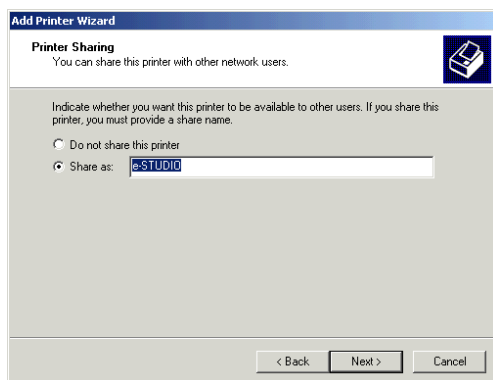 Add Printer Wizard
Printer Sharing
You can share this printer with other network users.
Indicate whether you want this printer to be available to other users. If you share this
printer, you must provide a share name.
Do not share this printer
Share as: e-STUDIO
< Back Next > Cancel